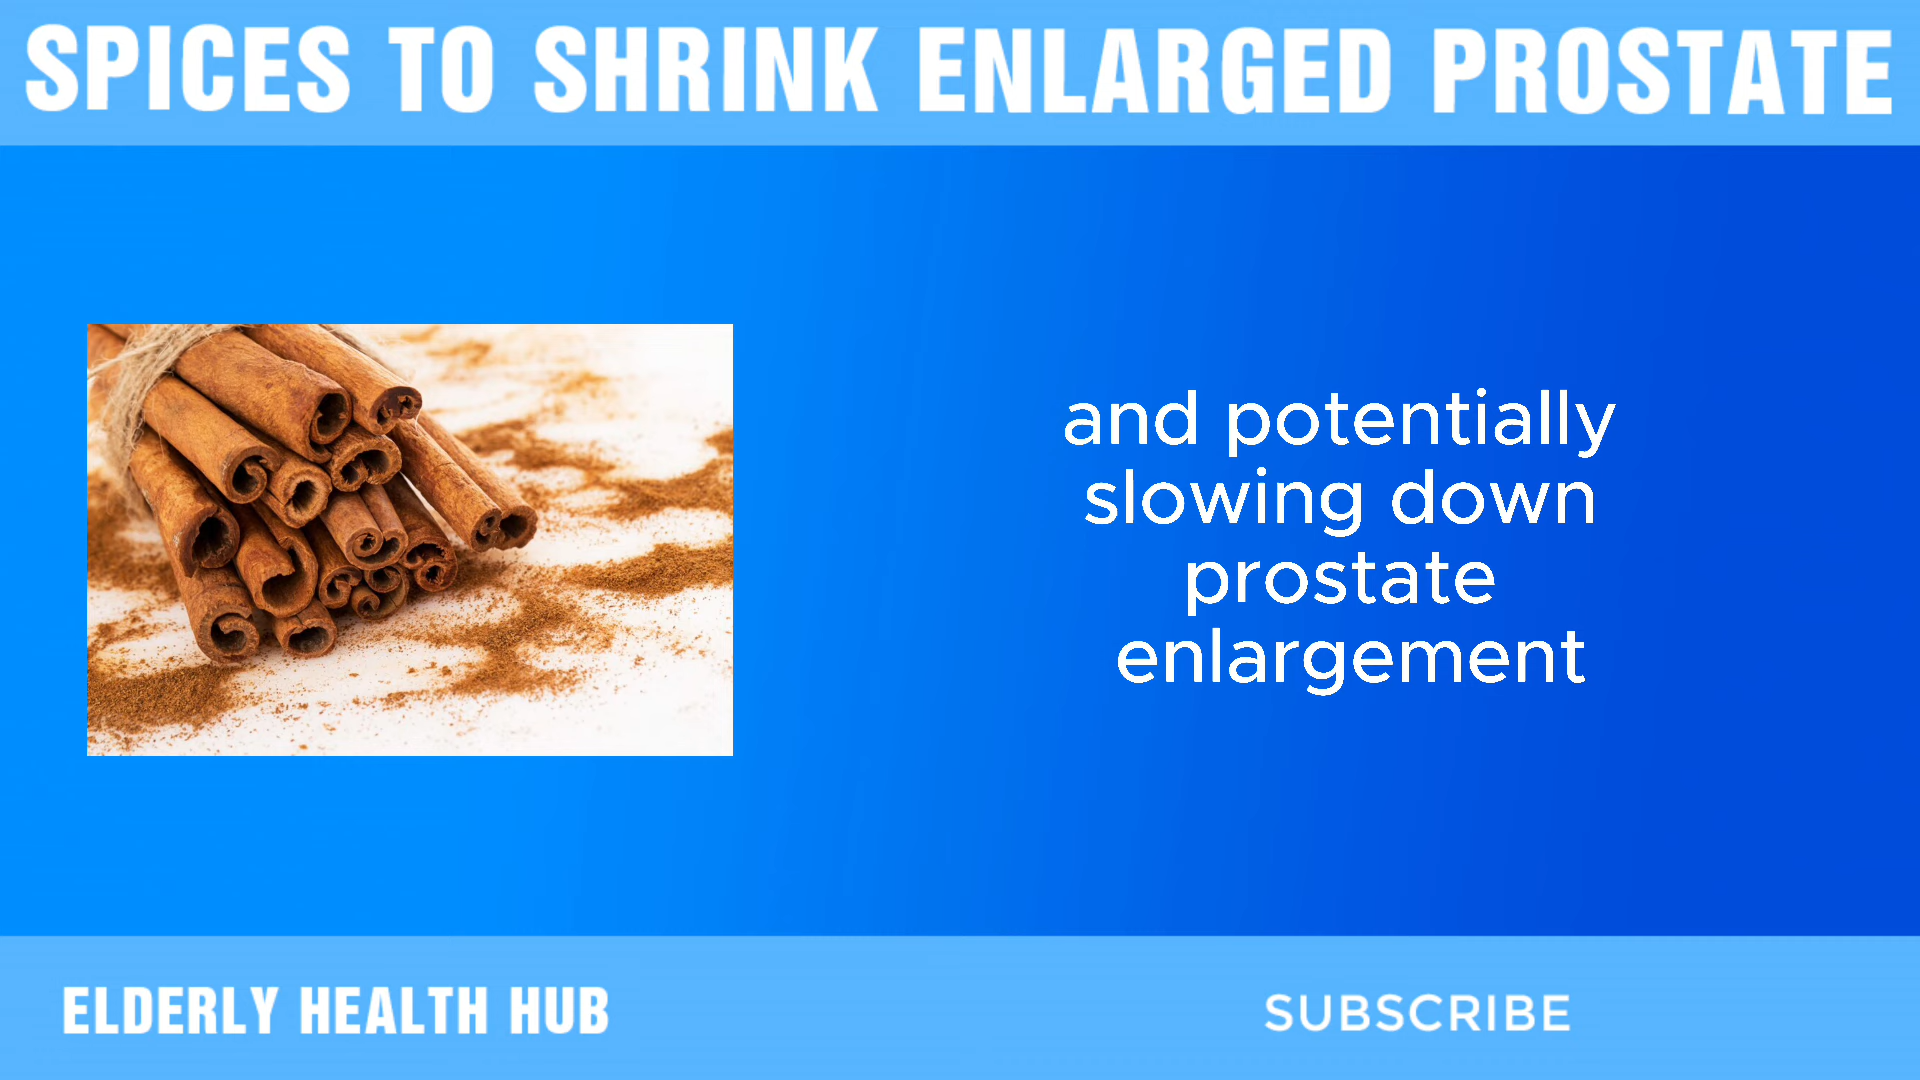 SPICES TO SHRINK ENLARGED PROSTATE
and potentially
slowing down
prostate
enlargement
ELDERLY HEALTH HUB
SUBSCRIBE